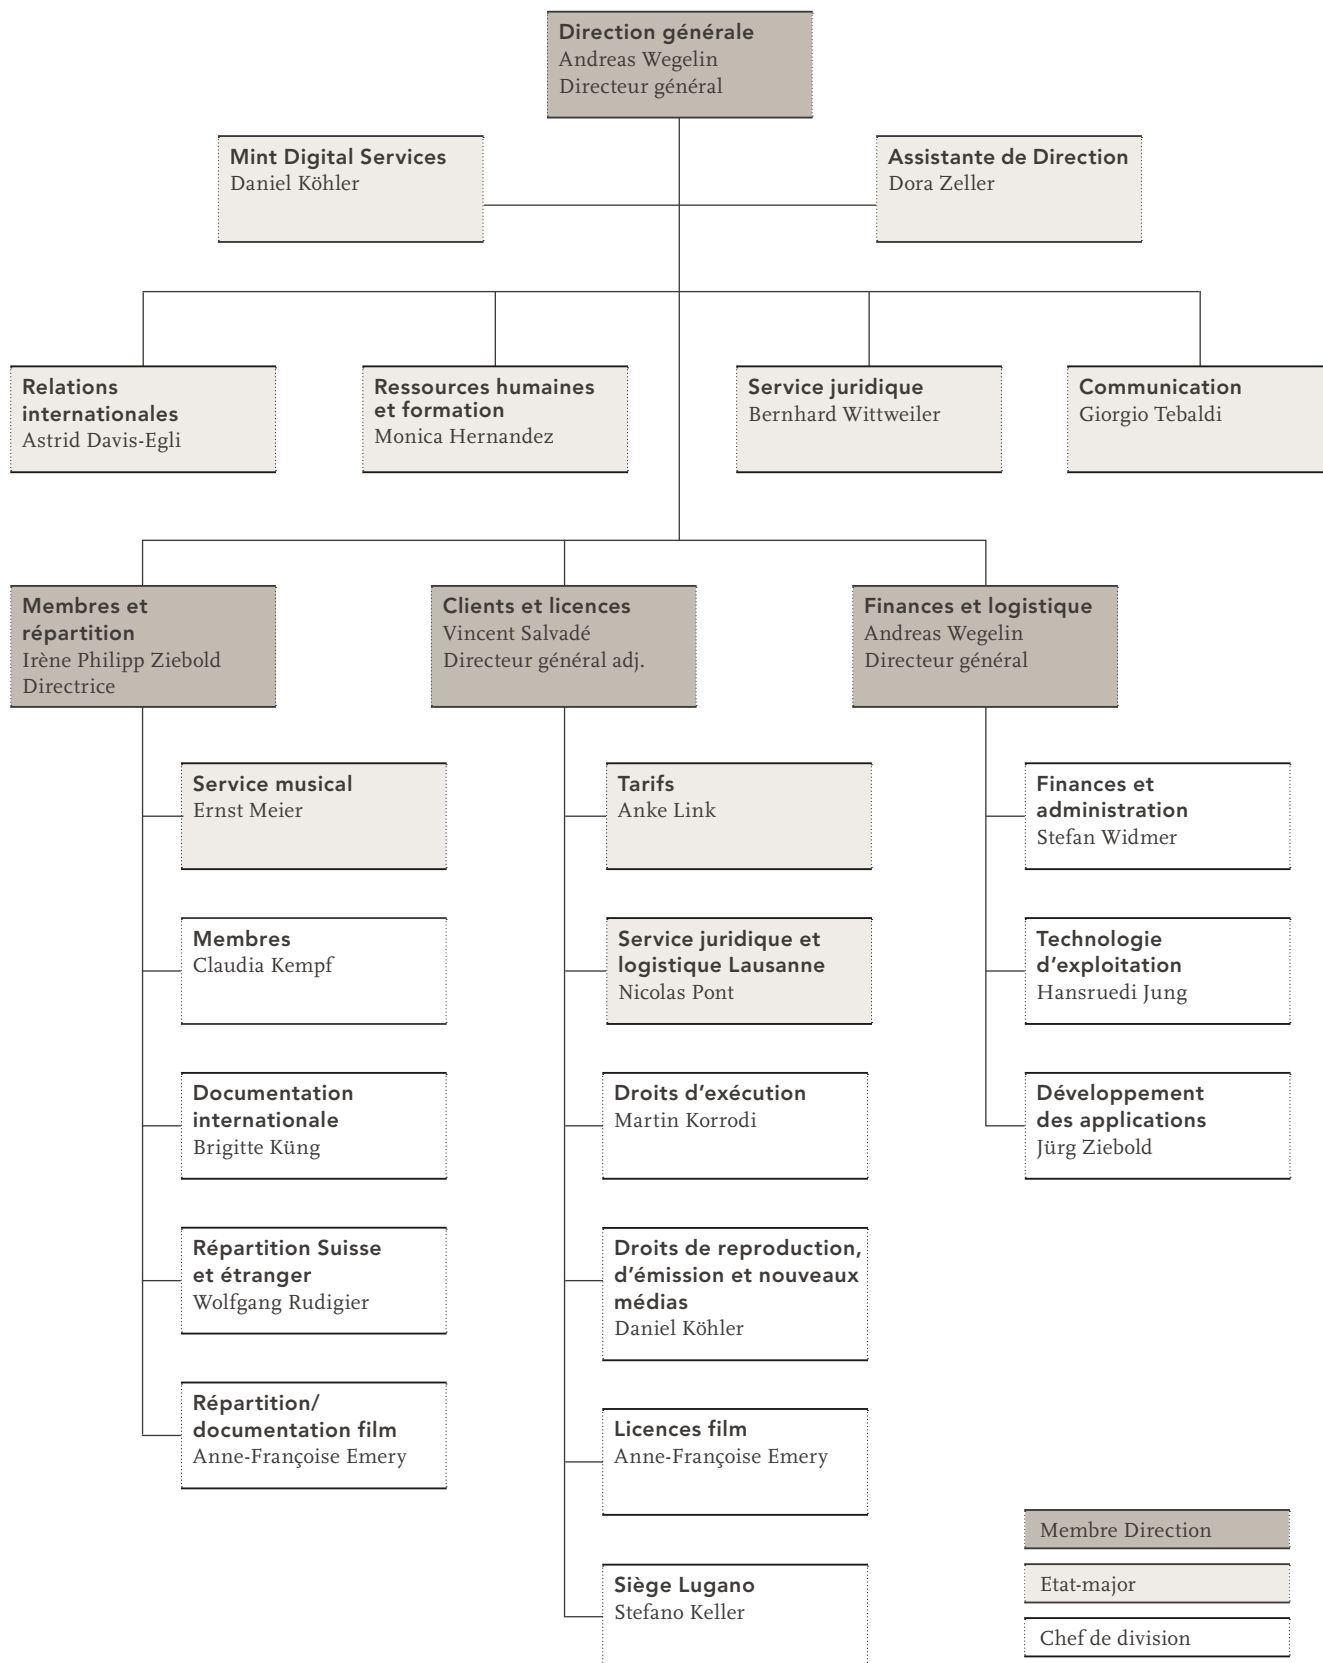 Direction générale
Andreas Wegelin
Directeur général
Mint Digital Services
Daniel Köhler
Assistante de Direction
Dora Zeller
Relations
internationales
Astrid Davis-Egli
Ressources humaines
et formation
Monica Hernandez
Service juridique
Bernhard Wittweiler
Communication
Giorgio Tebaldi
Membres et
répartition
Irène Philipp Ziebold
Directrice
Clients et licences
Vincent Salvadé
Directeur général adj.
Finances et logistique
Andreas Wegelin
Directeur général
Service musical
Ernst Meier
Membres
Claudia Kempf
Documentation
internationale
Brigitte Küng
Répartition Suisse
et étranger
Wolfgang Rudigier
Répartition/
documentation film
Anne-Françoise Emery
Tarifs
Anke Link
Service juridique et
logistique Lausanne
Nicolas Pont
Droits d'exécution
Martin Korrodi
Droits de reproduction,
d'émission et nouveaux
médias
Daniel Köhler
Licences film
Anne-Françoise Emery
Siège Lugano
Stefano Keller
Finances et
administration
Stefan Widmer
Technologie
d'exploitation
Hansruedi Jung
Développement
des applications
Jürg Ziebold
Membre Direction
Etat-major
Chef de division